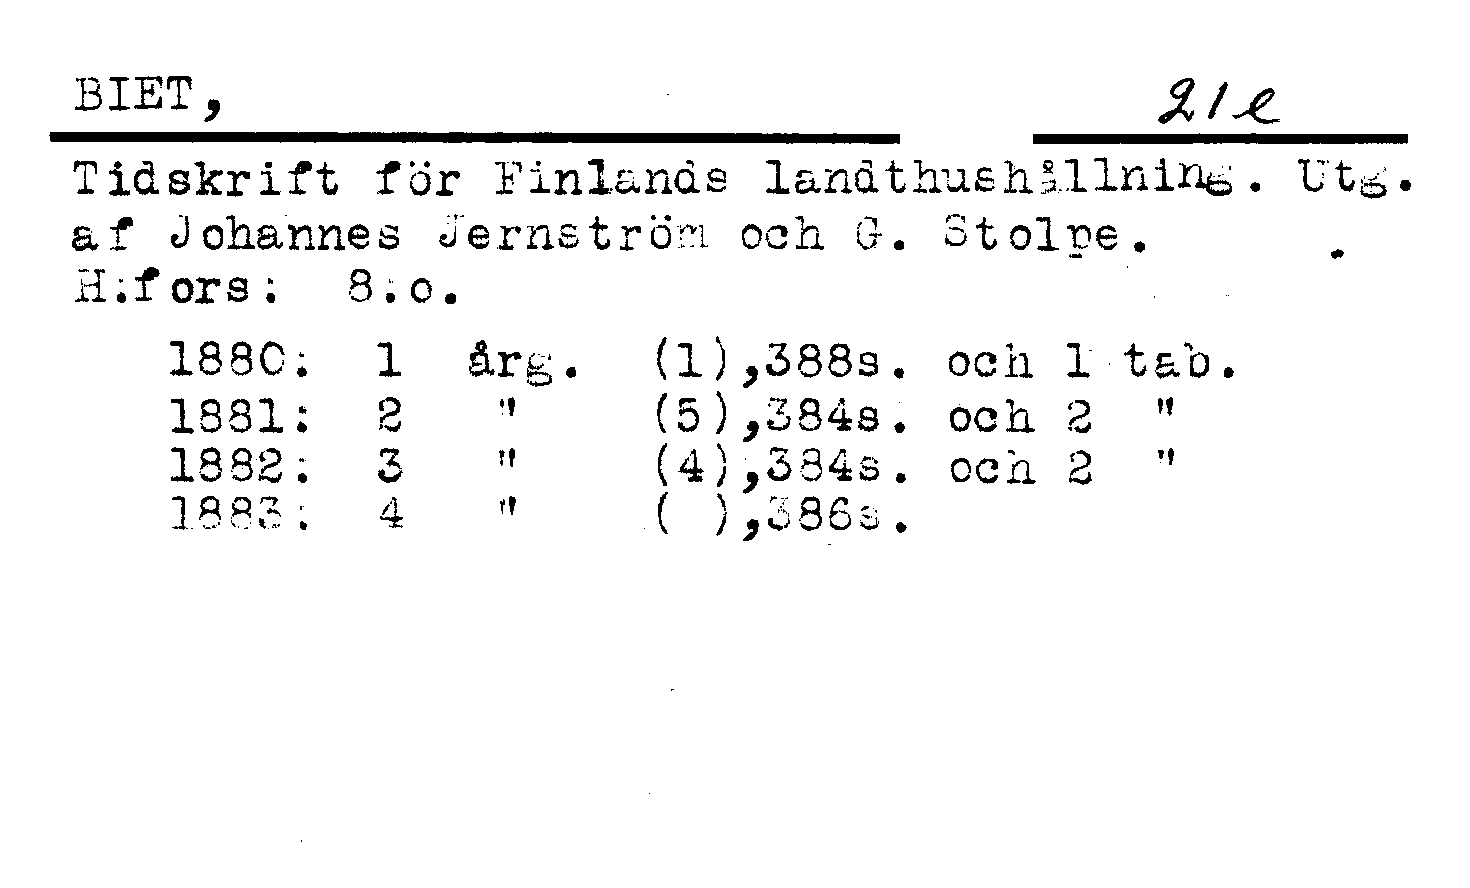 BIET, 21e
Tidskrift för Finlands landthushållning. Utg.
af Johannes Jernström och G. Stolpe.
H:fors: 8:o.
1880: 1 årg. (1),388s. och 1 tab.
1881: 2 " (5),384s. och 2 "
1882: 3 " (4),384s. och 2 "
1883: 4 " ( ),386s.